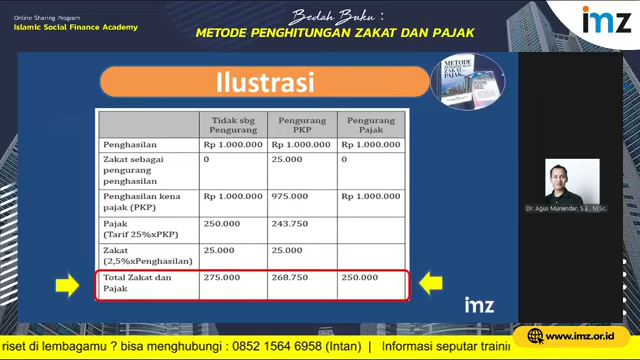 Online Sharing Program
Islamic Social Finance Academy
Bedah Buku :
METODE PENGHITUNGAN ZAKAT DAN PAJAK
imz
Ilustrasi
Tidak sbg Pengurang
Pengurang PKP
Pengurang Pajak
Penghasilan Rp 1.000.000 Rp 1.000.000 Rp 1.000.000
Zakat sebagai pengurang penghasilan 0 25.000 0
Penghasilan kena pajak (PKP) Rp 1.000.000 975.000 Rp 1.000.000
Pajak (Tarif 25%xPKP) 250.000 243.750
Zakat (2,5%xPenghasilan) 25.000 25.000
Total Zakat dan Pajak 275.000 268.750 250.000
imz
METODE PENGHITUNGAN ZAKAT DAN PAJAK
Dr. Agus Munandar, S.E., M.Sc.
riset di lembagamu ? bisa menghubungi : 0852 1564 6958 (Intan) | Informasi seputar trainin
www.imz.or.id